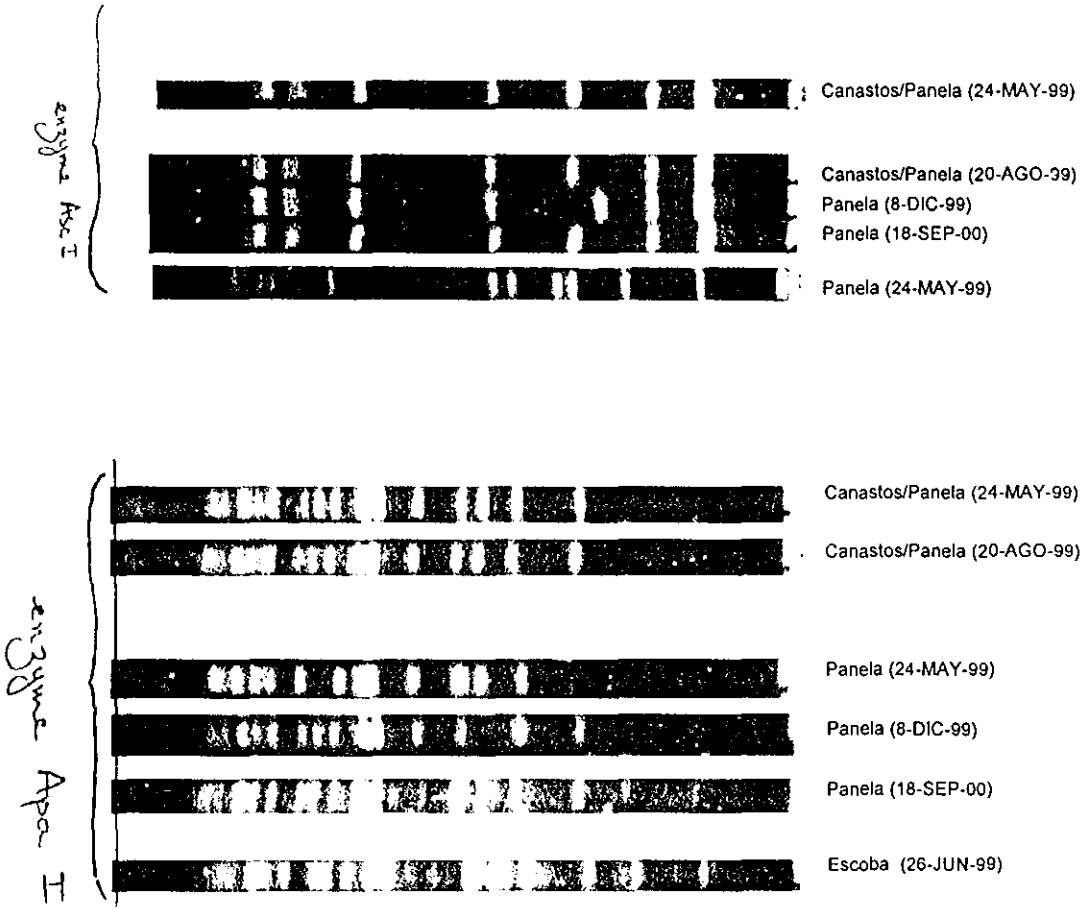 enzyme Asc I
Canastos/Panela (24-MAY-99)
Canastos/Panela (20-AGO-99)
Panela (8-DIC-99)
Panela (18-SEP-00)
Panela (24-MAY-99)
enzyme Apa I
Canastos/Panela (24-MAY-99)
Canastos/Panela (20-AGO-99)
Panela (24-MAY-99)
Panela (8-DIC-99)
Panela (18-SEP-00)
Escoba (26-JUN-99)